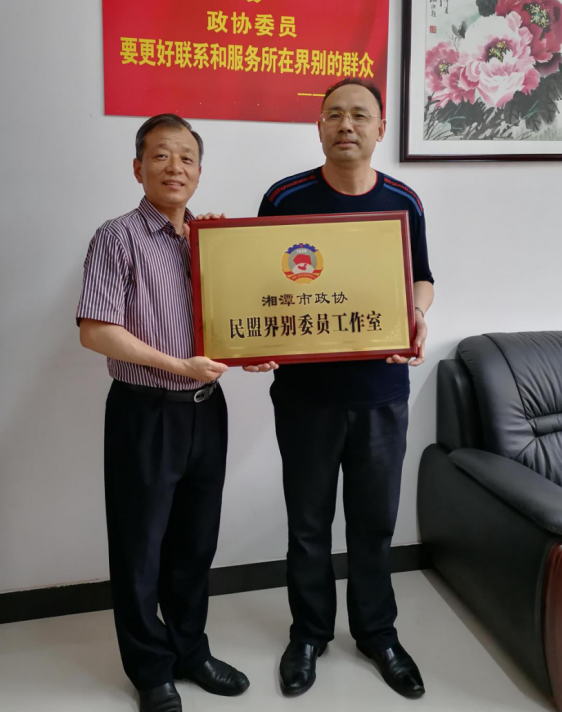 政协委员
要更好联系和服务所在界别的群众
——
湘潭市政协
民盟界别委员工作室